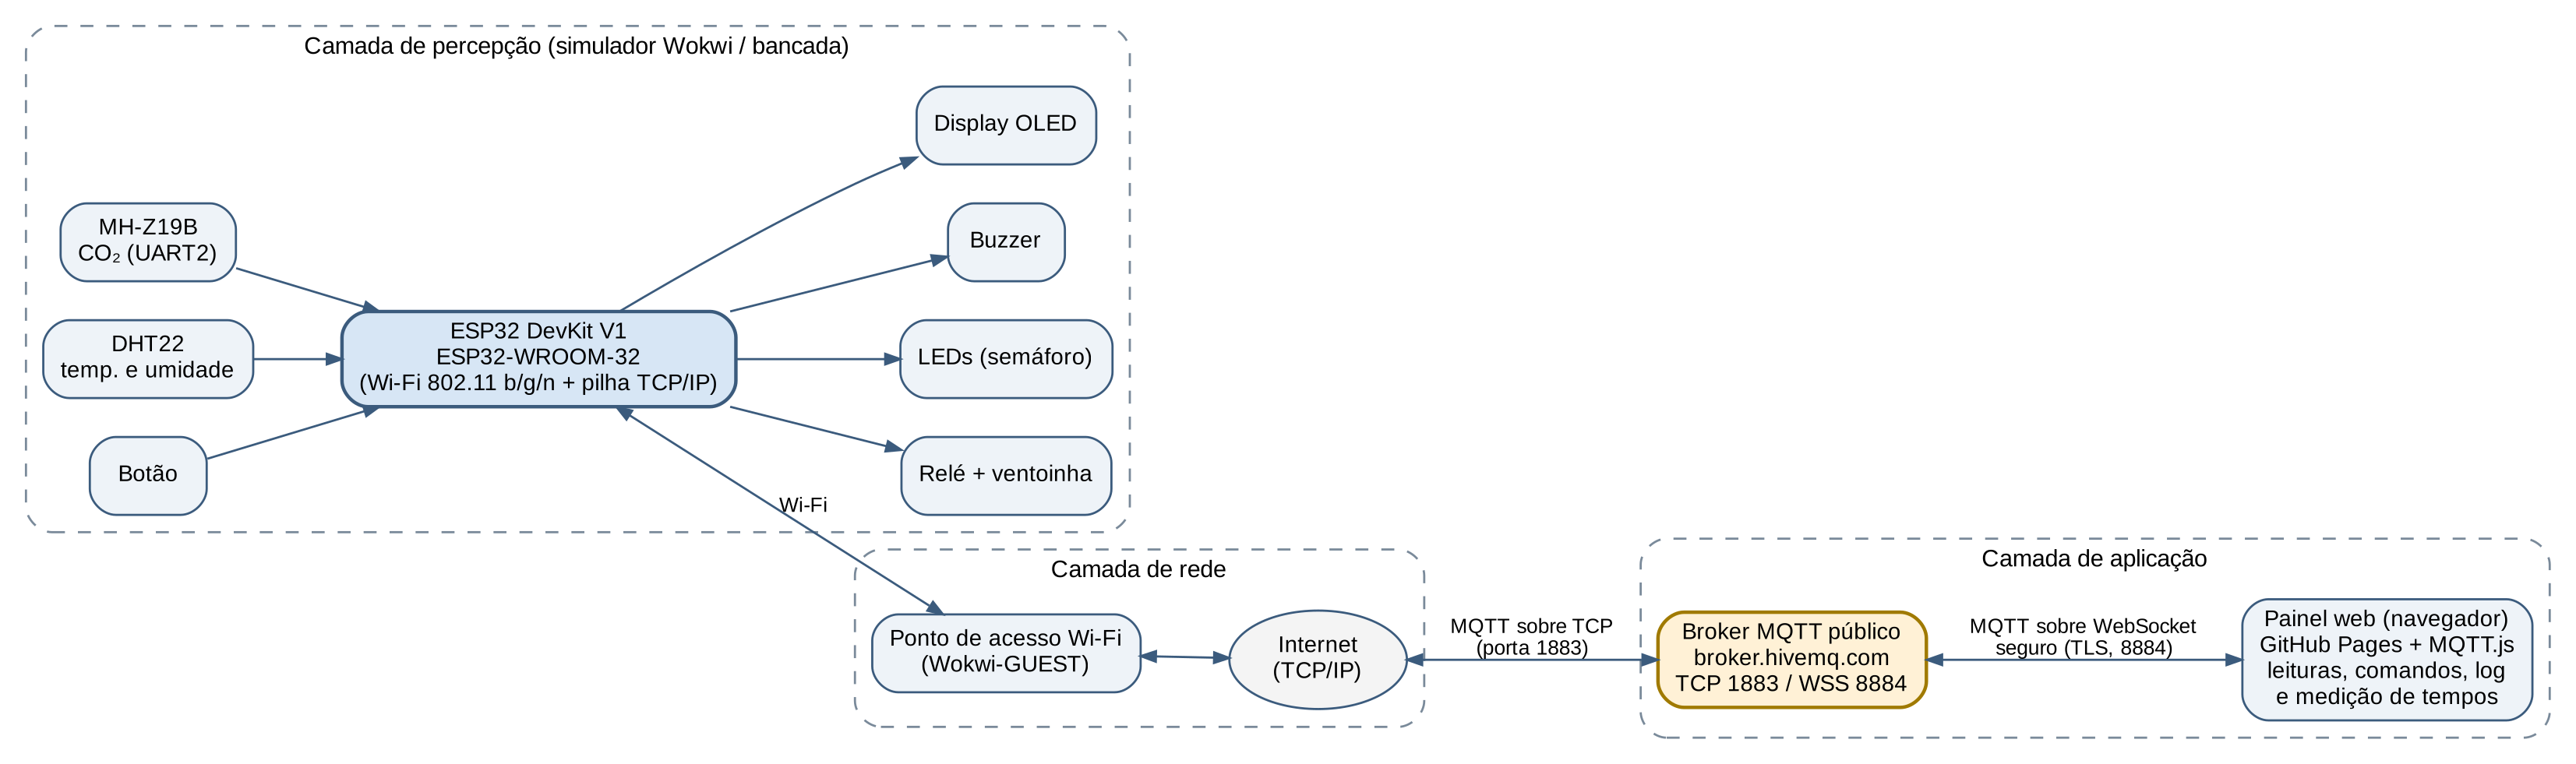 Camada de percepção (simulador Wokwi / bancada)
Display OLED
MH-Z19B
CO₂ (UART2)
Buzzer
DHT22
temp. e umidade
ESP32 DevKit V1
ESP32-WROOM-32
(Wi-Fi 802.11 b/g/n + pilha TCP/IP)
LEDs (semáforo)
Botão
Relé + ventoinha
Wi-Fi
Camada de rede
Ponto de acesso Wi-Fi
(Wokwi-GUEST)
Internet
(TCP/IP)
MQTT sobre TCP
(porta 1883)
Camada de aplicação
Broker MQTT público
broker.hivemq.com
TCP 1883 / WSS 8884
MQTT sobre WebSocket
seguro (TLS, 8884)
Painel web (navegador)
GitHub Pages + MQTT.js
leituras, comandos, log
e medição de tempos